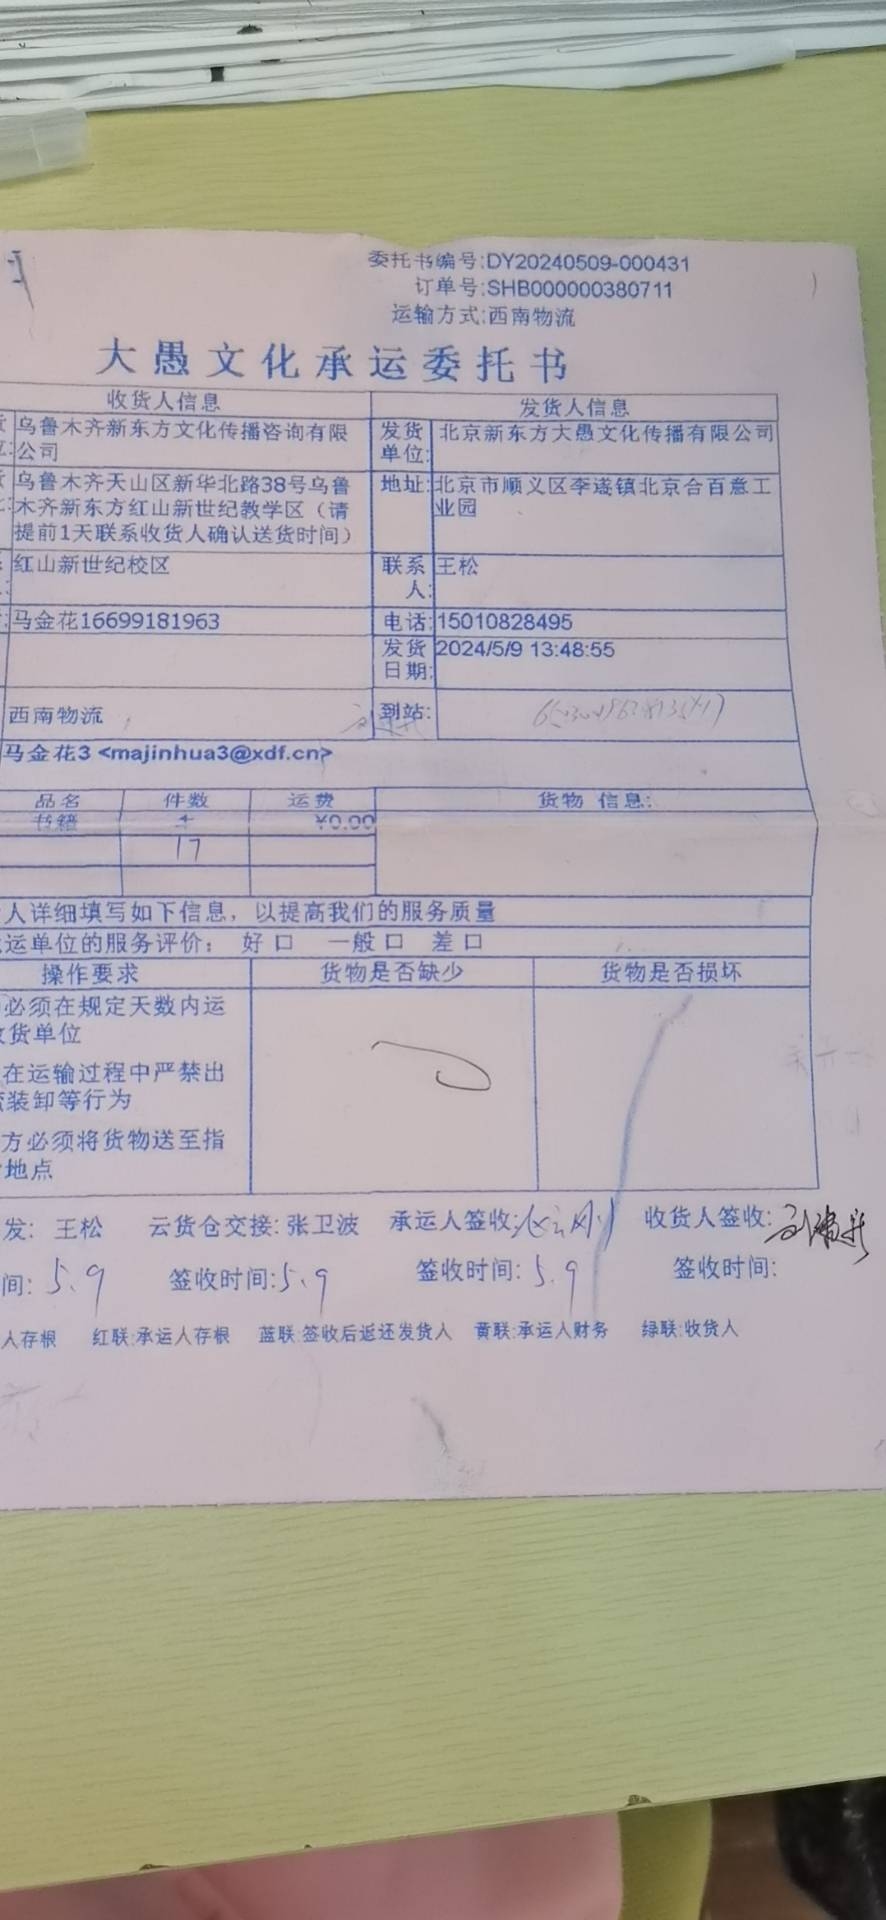 委托书编号:DY20240509-000431
订单号:SHB000000380711
运输方式:西南物流
大愚文化承运委托书
收货人信息 发货人信息
乌鲁木齐新东方文化传播咨询有限 发货 北京新东方大愚文化传播有限公司
公司 单位:
乌鲁木齐天山区新华北路38号乌鲁 地址: 北京市顺义区李遂镇北京合百意工
木齐新东方红山新世纪教学区（请 业园
提前1天联系收货人确认送货时间）
红山新世纪校区 联系 王松
人:
马金花16699181963 电话: 15010828495
发货 2024/5/9 13:48:55
日期:
西南物流 到站:
马金花3 <majinhua3@xdf.cn>
品名 件数 运费 货物 信息:
书籍 ¥0.00
17
人详细填写如下信息，以提高我们的服务质量
运单位的服务评价： 好 口 一般 口 差 口
操作要求 货物是否缺少 货物是否损坏
必须在规定天数内运
货单位
在运输过程中严禁出
装卸等行为
方必须将货物送至指
地点
发: 王松 云货仓交接: 张卫波 承运人签收: 收货人签收:
间: 5.9 签收时间: 5.9 签收时间: 5.9 签收时间:
人存根 红联:承运人存根 蓝联:签收后返还发货人 黄联:承运人财务 绿联:收货人